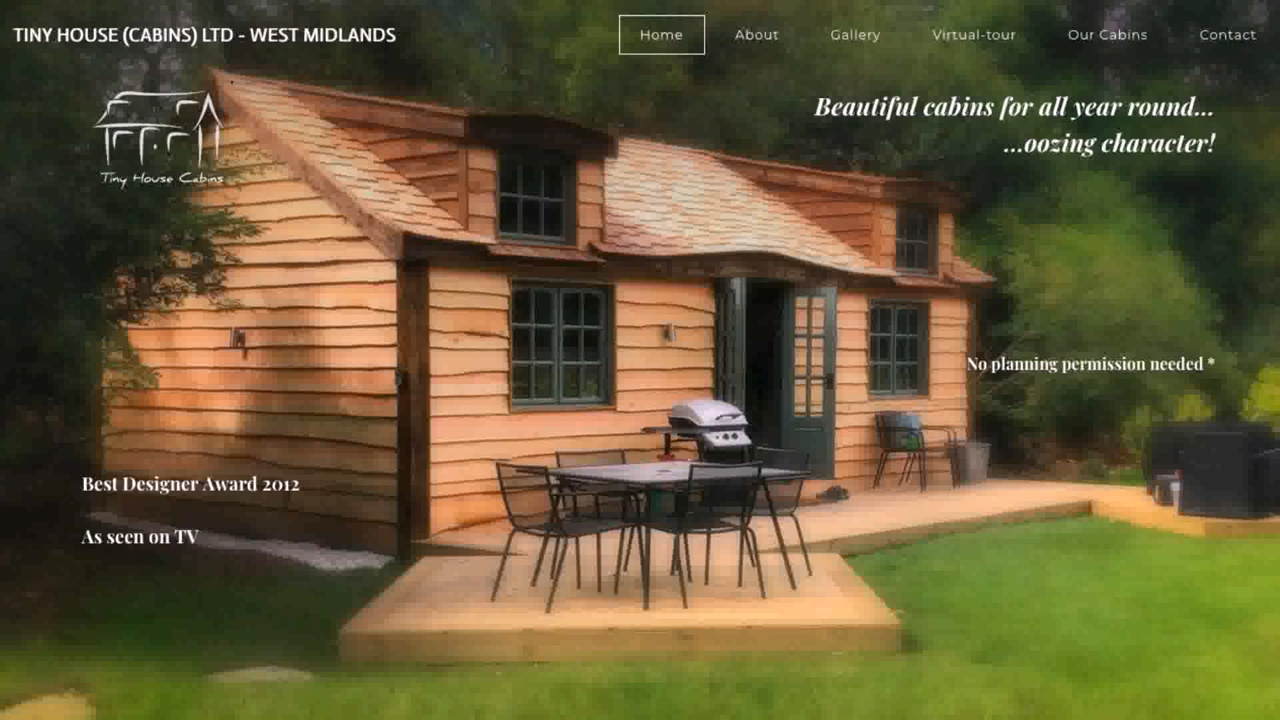 TINY HOUSE (CABINS) LTD - WEST MIDLANDS
Home
About
Gallery
Virtual-tour
Our Cabins
Contact
Tiny House Cabins
Beautiful cabins for all year round...
...oozing character!
No planning permission needed *
Best Designer Award 2012
As seen on TV